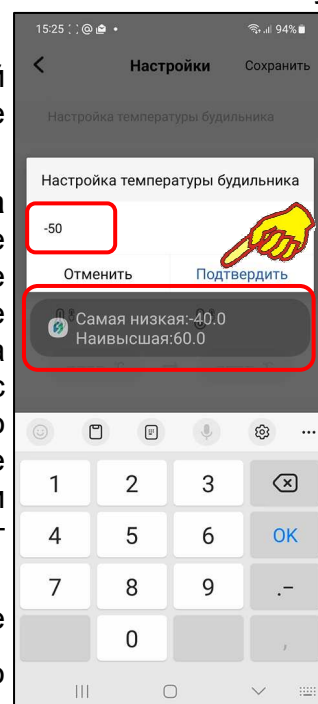 15:25
94%
Настройки
Сохранить
Настройка температуры будильника
Настройка температуры будильника
-50
Отменить
Подтвердить
Самая низкая:-40.0
Наивысшая:60.0
1 2 3
4 5 6 OK
7 8 9 .-
0 ,
й
е
а
е
е
е
а
с
о
е
и
т
е
о